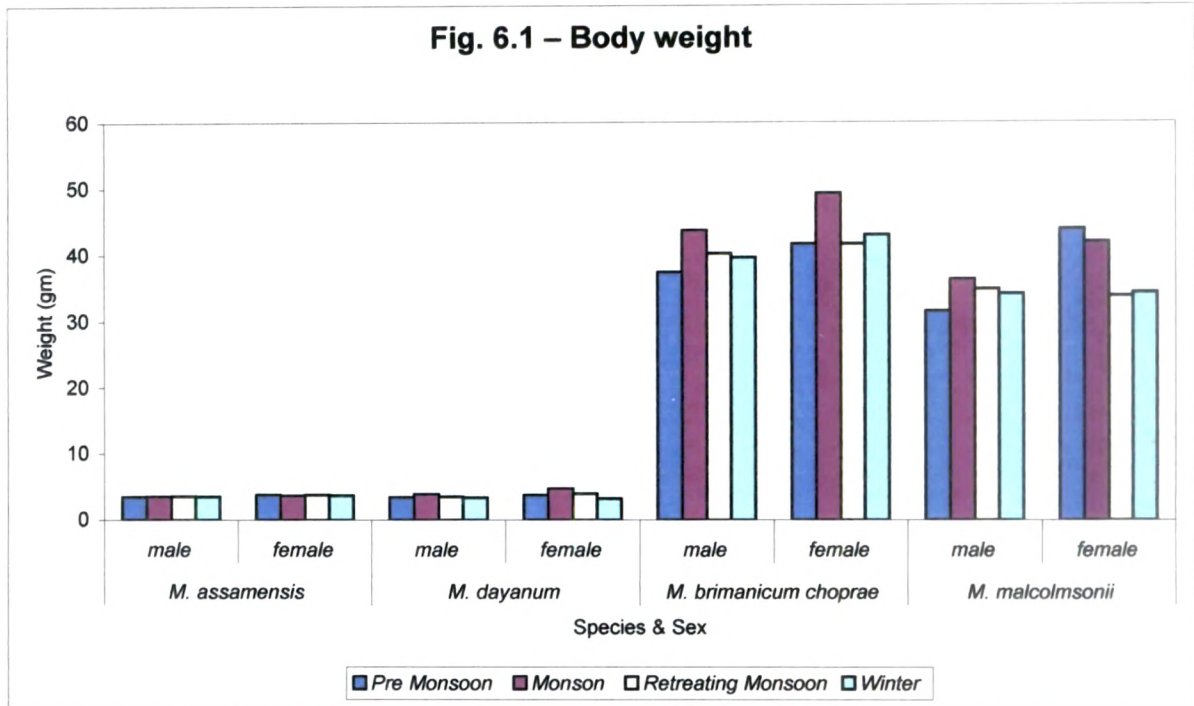 Fig. 6.1 – Body weight
60
50
40
30
20
10
0
Weight (gm)
male female male female male female male female
M. assamensis M. dayanum M. brimanicum choprae M. malcolmsonii
Species & Sex
Pre Monsoon Monson Retreating Monsoon Winter